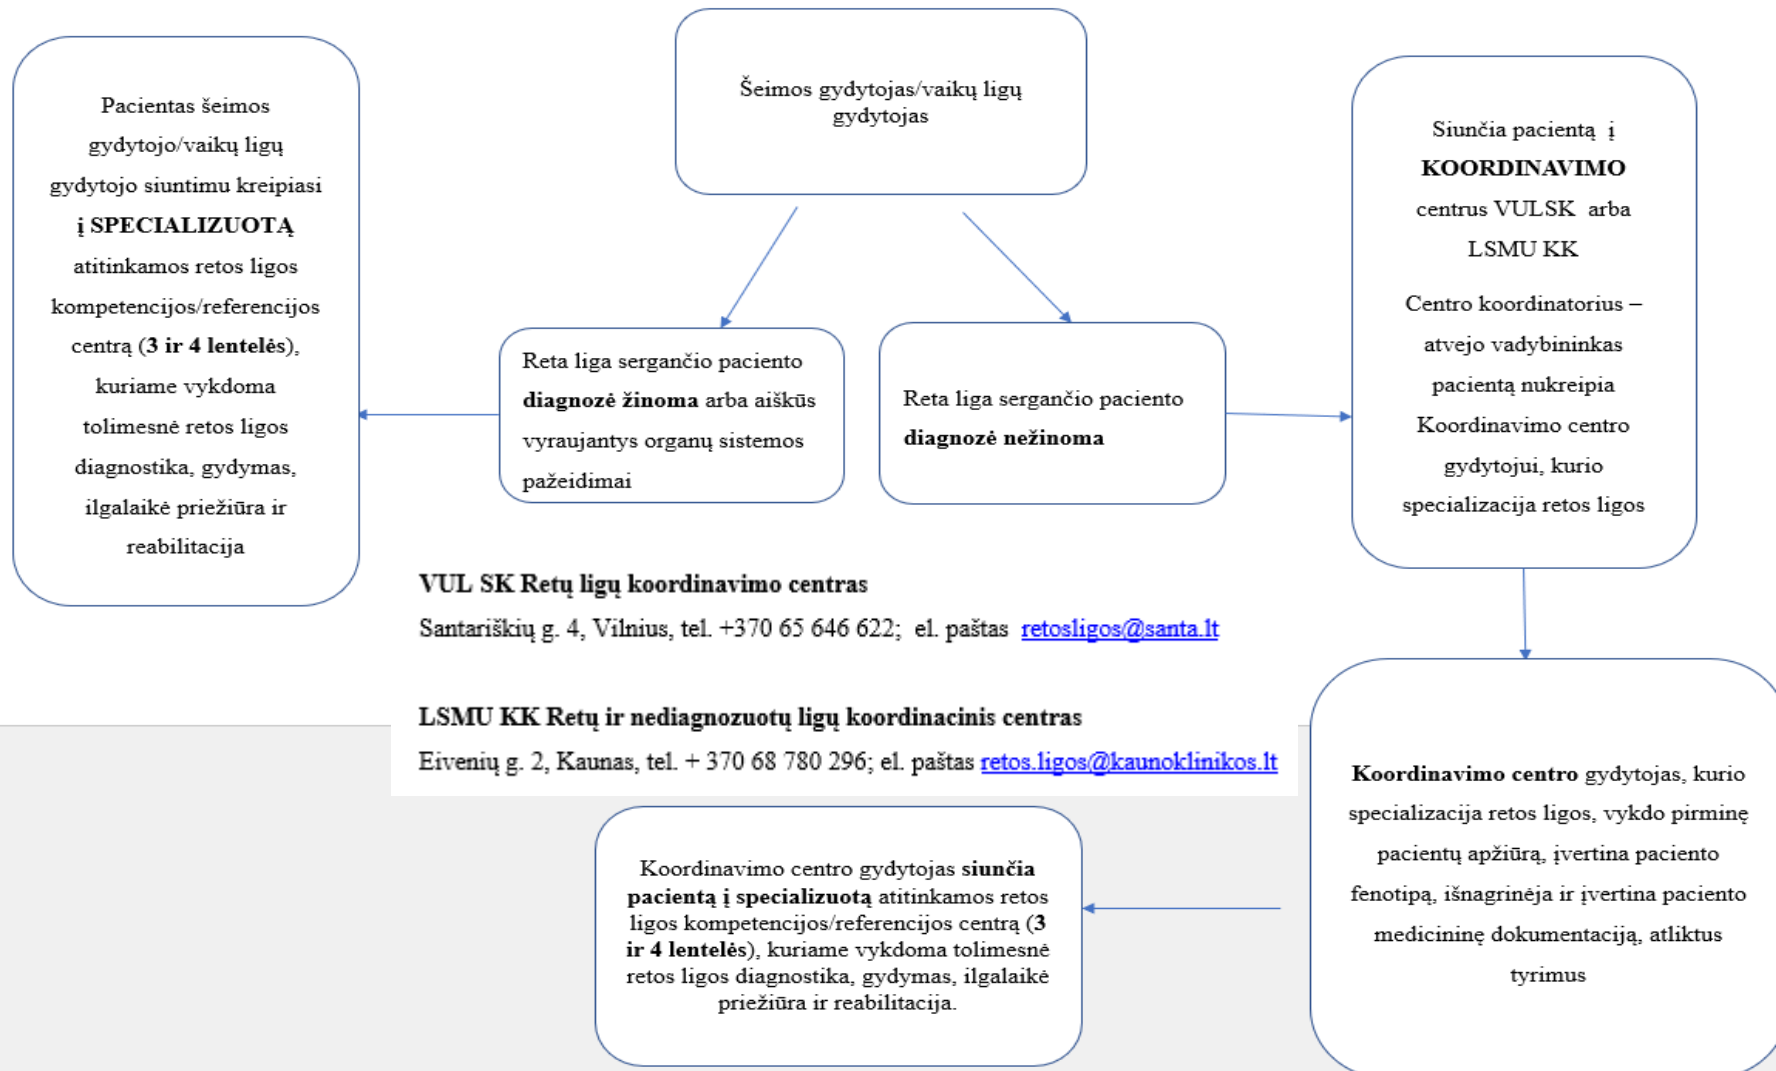 Šeimos gydytojas/vaikų ligų
gydytojas
Pacientas šeimos
gydytojo/vaikų ligų
gydytojo siuntimu kreipiasi
į SPECIALIZUOTĄ
atitinkamos retos ligos
kompetencijos/referencijos
centrą (3 ir 4 lentelės),
kuriame vykdoma
tolimesnė retos ligos
diagnostika, gydymas,
ilgalaikė priežiūra ir
reabilitacija
Reta liga sergančio paciento
diagnozė žinoma arba aiškūs
vyraujantys organų sistemos
pažeidimai
Reta liga sergančio paciento
diagnozė nežinoma
Siunčia pacientą į
KOORDINAVIMO
centrus VULSK arba
LSMU KK
Centro koordinatorius –
atvejo vadybininkas
pacientą nukreipia
Koordinavimo centro
gydytojui, kurio
specializacija retos ligos
VUL SK Retų ligų koordinavimo centras
Santariškių g. 4, Vilnius, tel. +370 65 646 622; el. paštas retosligos@santa.lt
LSMU KK Retų ir nediagnozuotų ligų koordinacinis centras
Eivenių g. 2, Kaunas, tel. + 370 68 780 296; el. paštas retos.ligos@kaunoklinikos.lt
Koordinavimo centro gydytojas, kurio
specializacija retos ligos, vykdo pirminę
pacientų apžiūrą, įvertina paciento
fenotipą, išnagrinėja ir įvertina paciento
medicininę dokumentaciją, atliktus
tyrimus
Koordinavimo centro gydytojas siunčia
pacientą į specializuotą atitinkamos retos
ligos kompetencijos/referencijos centrą (3
ir 4 lentelės), kuriame vykdoma tolimesnė
retos ligos diagnostika, gydymas, ilgalaikė
priežiūra ir reabilitacija.